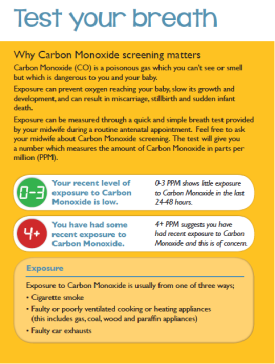 Test your breath
Why Carbon Monoxide screening matters
Carbon Monoxide (CO) is a poisonous gas which you can't see or smell
but which is dangerous to you and your baby.
Exposure can prevent oxygen reaching your baby, slow its growth and
development, and can result in miscarriage, stillbirth and sudden infant
death.
Exposure can be measured through a quick and simple breath test provided
by your midwife during a routine antenatal appointment. Feel free to ask
your midwife about Carbon Monoxide screening. The test will give you
a number which measures the amount of Carbon Monoxide in parts per
million (PPM).
0-3
Your recent level of
exposure to Carbon
Monoxide is low.
0-3 PPM shows little exposure
to Carbon Monoxide in the last
24-48 hours.
4+
You have had some
recent exposure to
Carbon Monoxide.
4+ PPM suggests you have
had recent exposure to Carbon
Monoxide and this is of concern.
Exposure
Exposure to Carbon Monoxide is usually from one of three ways;
• Cigarette smoke
• Faulty or poorly ventilated cooking or heating appliances
(this includes gas, coal, wood and paraffin appliances)
• Faulty car exhausts